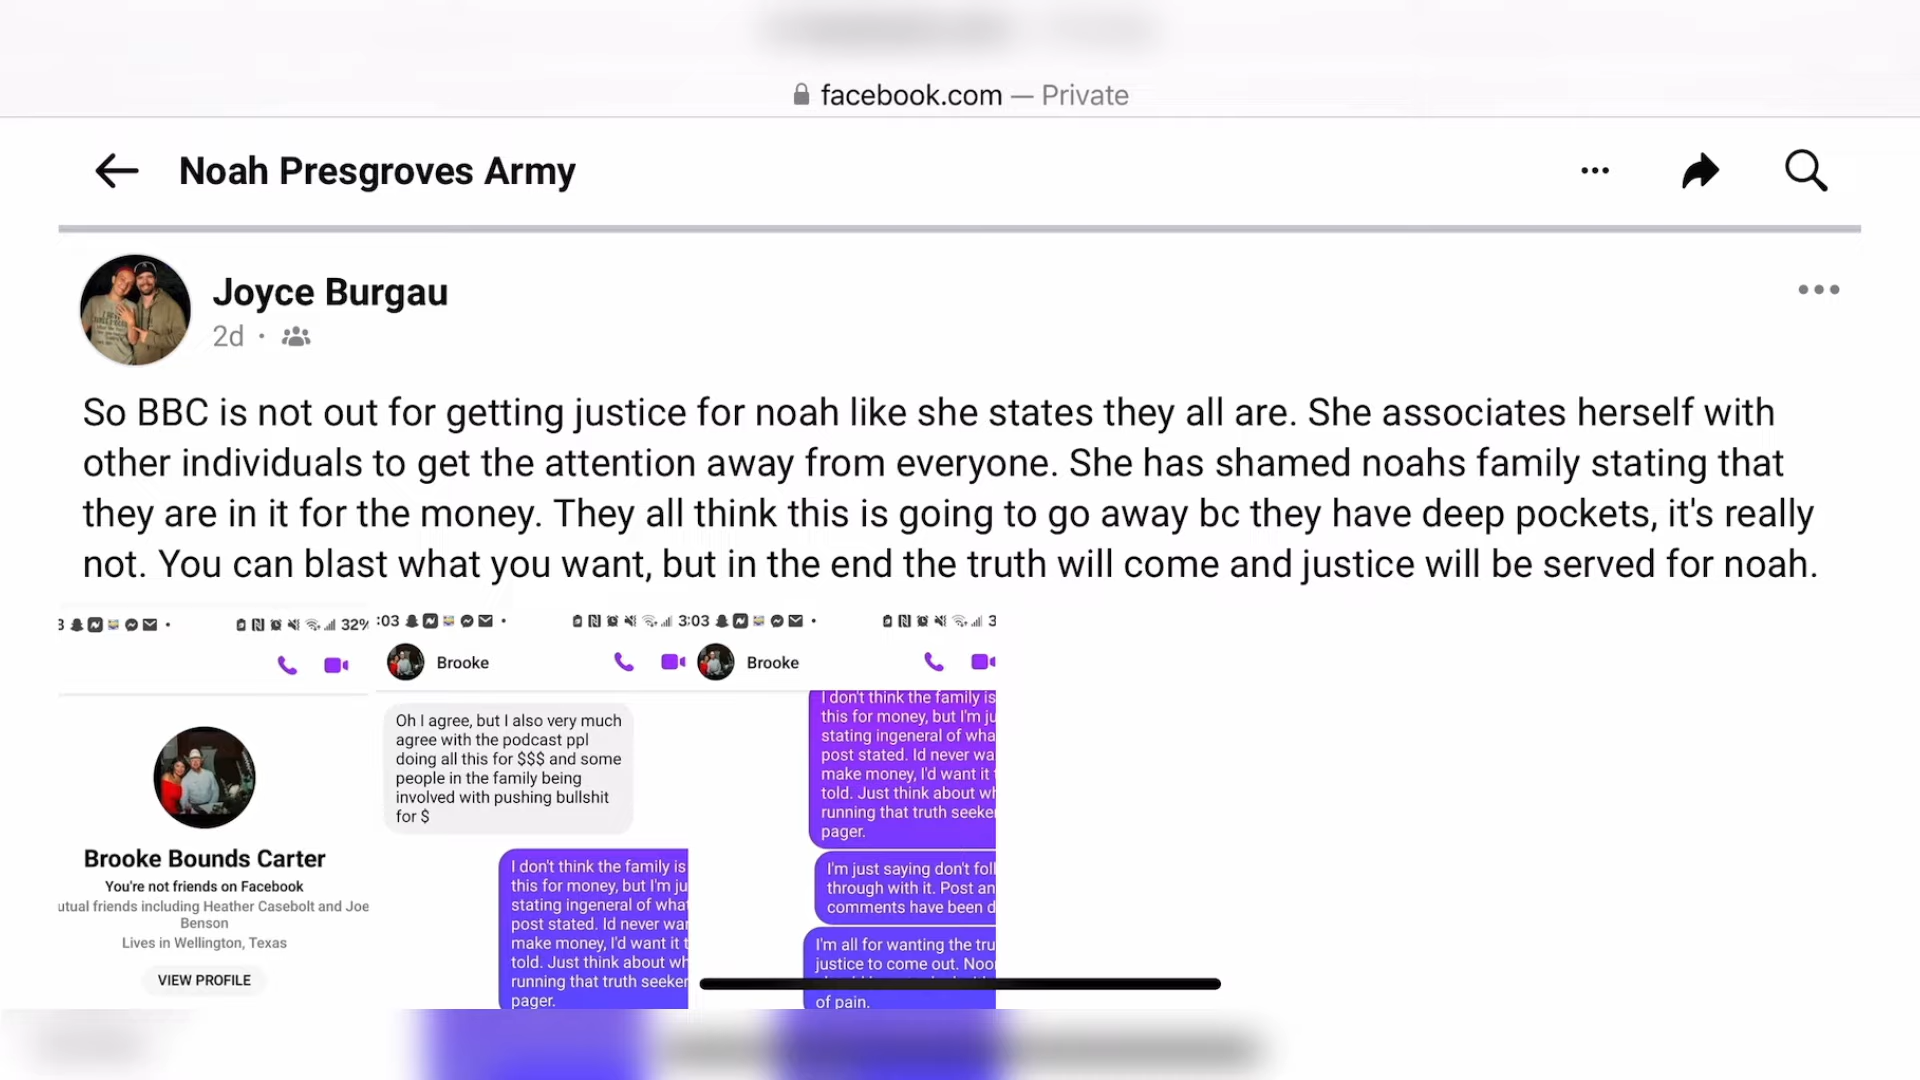 facebook.com — Private
Noah Presgroves Army
Joyce Burgau
2d ·
So BBC is not out for getting justice for noah like she states they all are. She associates herself with
other individuals to get the attention away from everyone. She has shamed noahs family stating that
they are in it for the money. They all think this is going to go away bc they have deep pockets, it's really
not. You can blast what you want, but in the end the truth will come and justice will be served for noah.
3 32%
Brooke Bounds Carter
You're not friends on Facebook
utual friends including Heather Casebolt and Joe
Benson
Lives in Wellington, Texas
VIEW PROFILE
:03
Brooke
Oh I agree, but I also very much
agree with the podcast ppl
doing all this for $$$ and some
people in the family being
involved with pushing bullshit
for $
I don't think the family is
this for money, but I'm ju
stating ingeneral of what
post stated. Id never wan
make money, I'd want it t
told. Just think about wh
running that truth seeker
pager.
3:03 3
Brooke
I don't think the family is
this for money, but I'm ju
stating ingeneral of wha
post stated. Id never wa
make money, I'd want it
told. Just think about wh
running that truth seeke
pager.
I'm just saying don't foll
through with it. Post an
comments have been d
I'm all for wanting the tru
justice to come out. Noo
of pain.